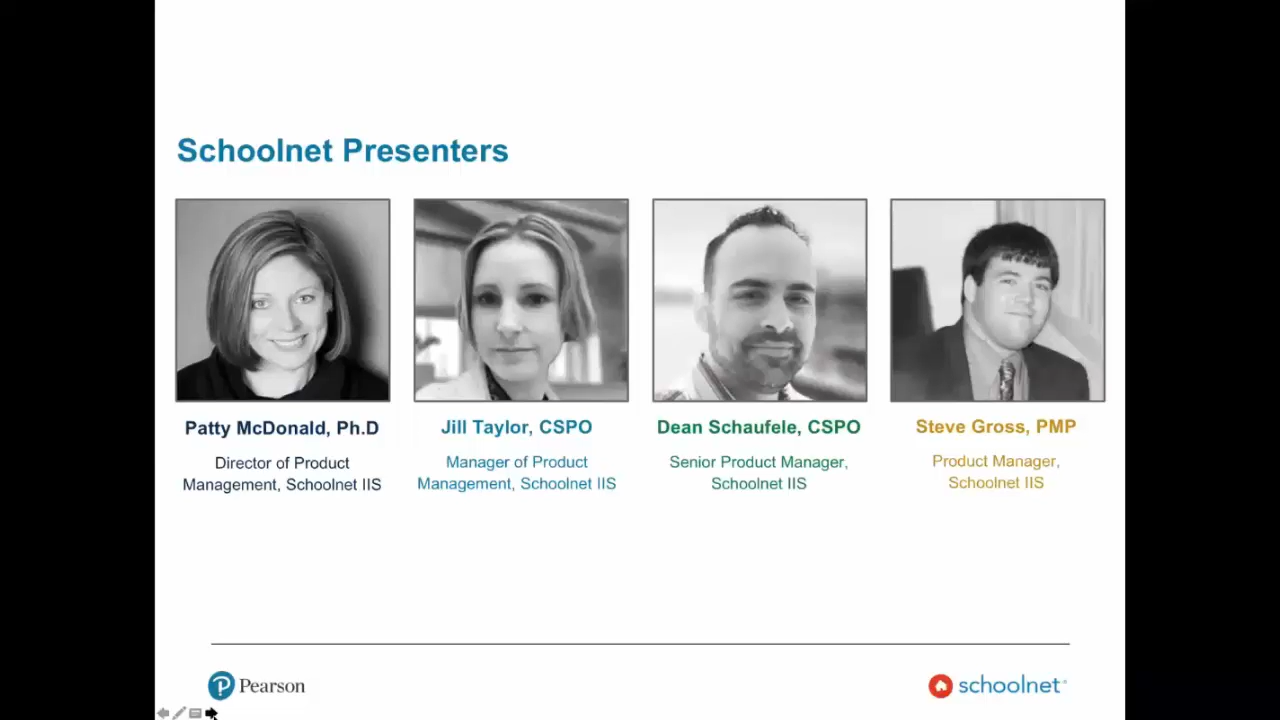 Schoolnet Presenters
Patty McDonald, Ph.D
Director of Product
Management, Schoolnet IIS
Jill Taylor, CSPO
Manager of Product
Management, Schoolnet IIS
Dean Schaufele, CSPO
Senior Product Manager,
Schoolnet IIS
Steve Gross, PMP
Product Manager,
Schoolnet IIS
Pearson
schoolnet